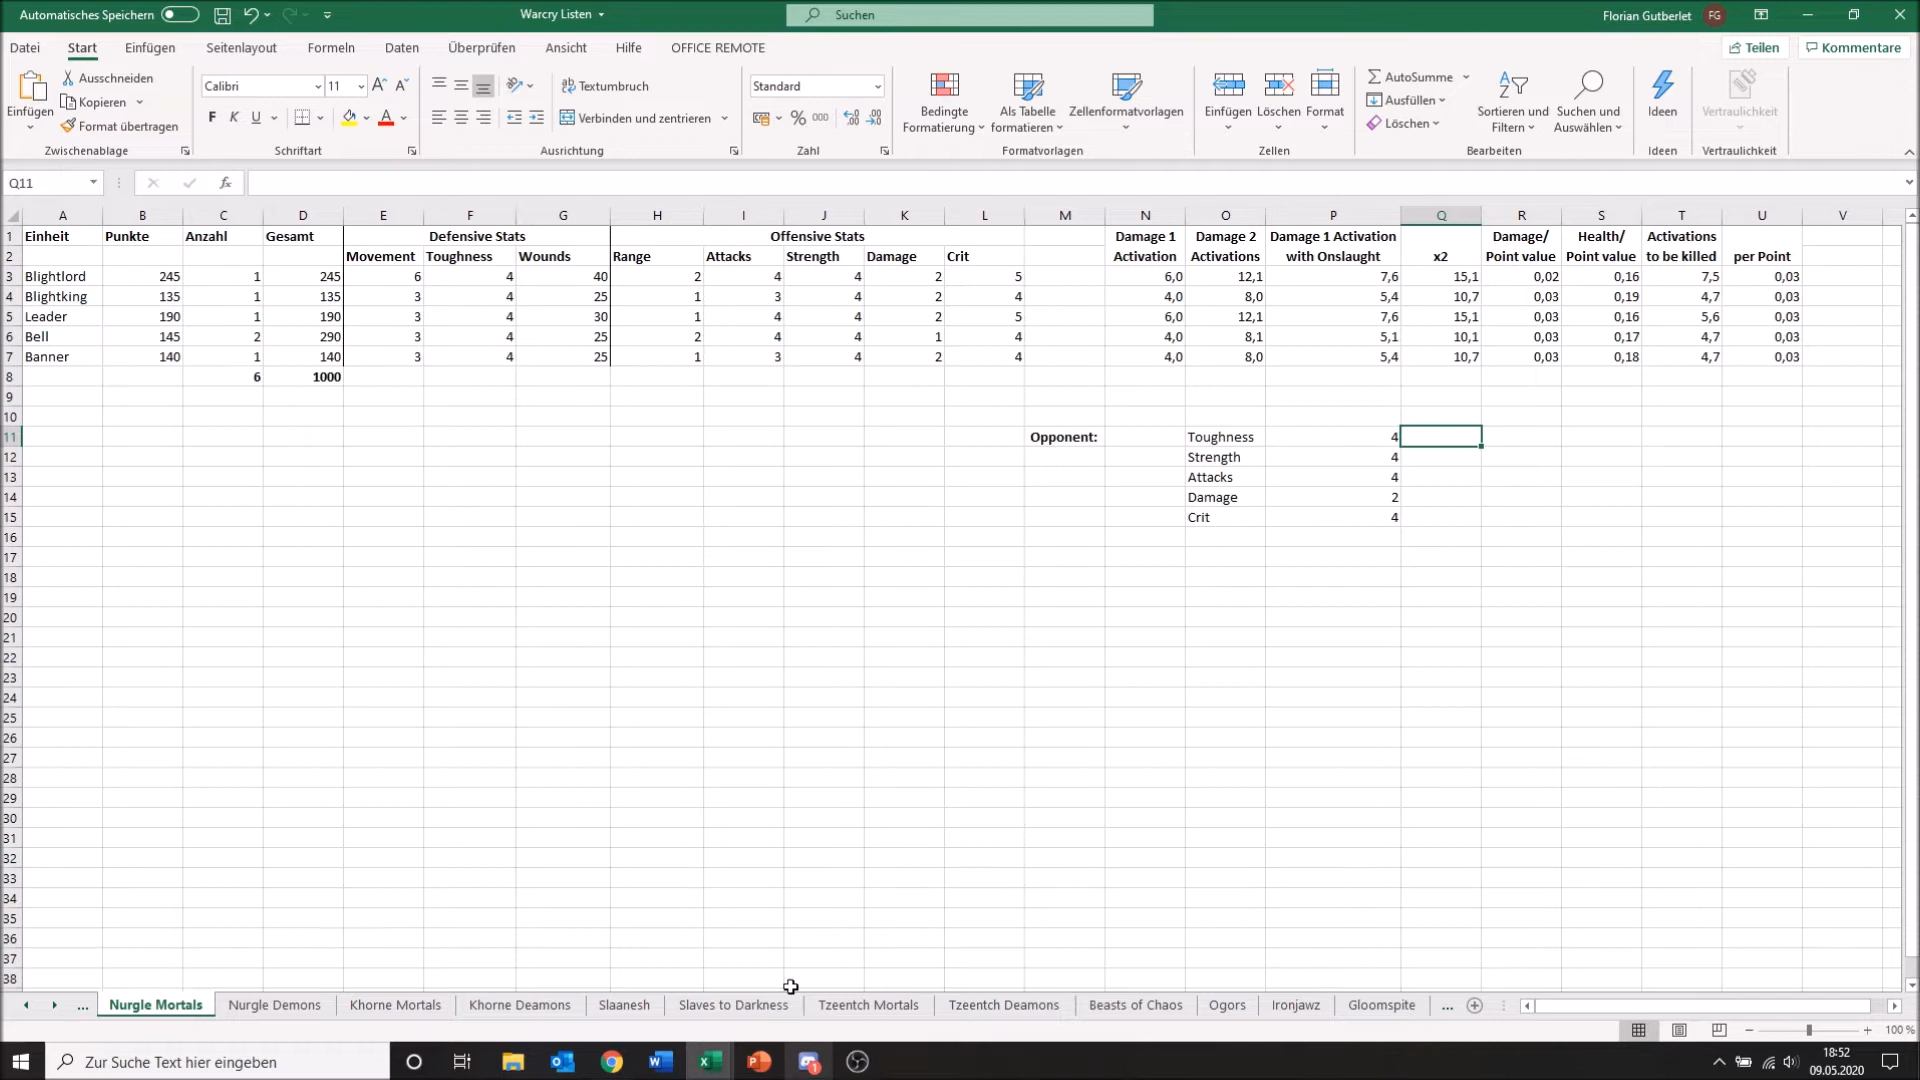 Automatisches Speichern
Warcry Listen
Suchen
Florian Gutberlet
FG
Datei Start Einfügen Seitenlayout Formeln Daten Überprüfen Ansicht Hilfe OFFICE REMOTE
Teilen Kommentare
Einfügen
Ausschneiden
Kopieren
Format übertragen
Zwischenablage
Calibri 11
F K U
Schriftart
Textumbruch
Verbinden und zentrieren
Ausrichtung
Standard
% 000
Zahl
Bedingte Formatierung
Als Tabelle formatieren
Zellenformatvorlagen
Formatvorlagen
Einfügen Löschen Format
Zellen
AutoSumme
Ausfüllen
Löschen
Sortieren und Filtern
Suchen und Auswählen
Bearbeiten
Ideen
Ideen
Vertraulichkeit
Vertraulichkeit
Q11
fx
A B C D E F G H I J K L M N O P Q R S T U V
1 Einheit Punkte Anzahl Gesamt Defensive Stats Offensive Stats Damage 1 Damage 2 Damage 1 Activation Damage/ Health/ Activations
2 Movement Toughness Wounds Range Attacks Strength Damage Crit Activation Activations with Onslaught x2 Point value Point value to be killed per Point
3 Blightlord 245 1 245 6 4 40 2 4 4 2 5 6,0 12,1 7,6 15,1 0,02 0,16 7,5 0,03
4 Blightking 135 1 135 3 4 25 1 3 4 2 4 4,0 8,0 5,4 10,7 0,03 0,19 4,7 0,03
5 Leader 190 1 190 3 4 30 1 4 4 2 5 6,0 12,1 7,6 15,1 0,03 0,16 5,6 0,03
6 Bell 145 2 290 3 4 25 2 4 4 1 4 4,0 8,1 5,1 10,1 0,03 0,17 4,7 0,03
7 Banner 140 1 140 3 4 25 1 3 4 2 4 4,0 8,0 5,4 10,7 0,03 0,18 4,7 0,03
8 6 1000
9
10
11 Opponent: Toughness 4
12 Strength 4
13 Attacks 4
14 Damage 2
15 Crit 4
16
17
18
19
20
21
22
23
24
25
26
27
28
29
30
31
32
33
34
35
36
37
38
... Nurgle Mortals Nurgle Demons Khorne Mortals Khorne Deamons Slaanesh Slaves to Darkness Tzeentch Mortals Tzeentch Deamons Beasts of Chaos Ogors Ironjawz Gloomspite ...
100 %
Zur Suche Text hier eingeben
18:52
09.05.2020